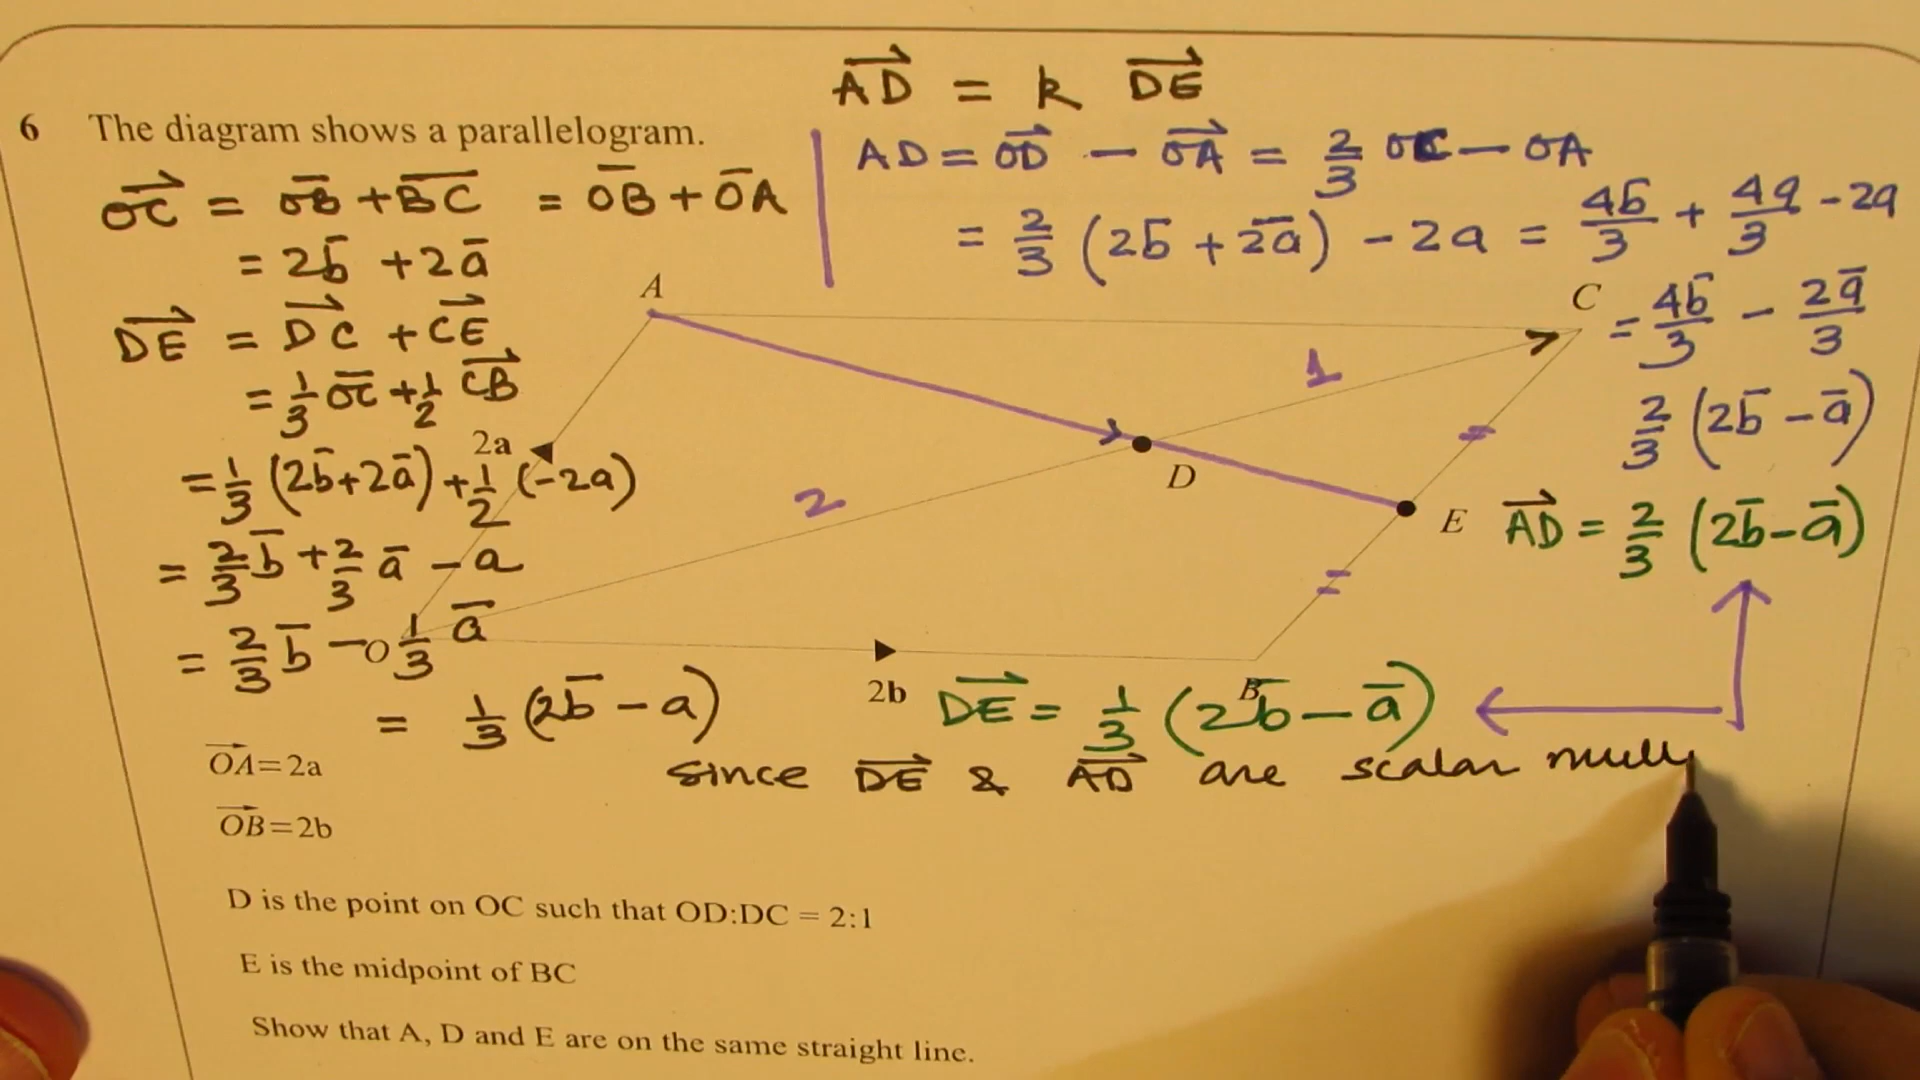 AD = k DE
6 The diagram shows a parallelogram.
OC = OB + BC = OB + OA
= 2b + 2a
DE = DC + CE
= 1/3 OC + 1/2 CB
= 1/3 (2b + 2a) + 1/2 (-2a)
= 2/3 b + 2/3 a - a
= 2/3 b - 1/3 a
= 1/3 (2b - a)
AD = OD - OA = 2/3 OC - OA
= 2/3 (2b + 2a) - 2a = 4b/3 + 4a/3 - 2a
= 4b/3 - 2a/3
2/3 (2b - a)
AD = 2/3 (2b - a)
A
C
1
2a
2
D
E
O
2b
B
DE = 1/3 (2b - a)
since DE & AD are scalar
OA=2a
OB=2b
D is the point on OC such that OD:DC = 2:1
E is the midpoint of BC
Show that A, D and E are on the same straight line.